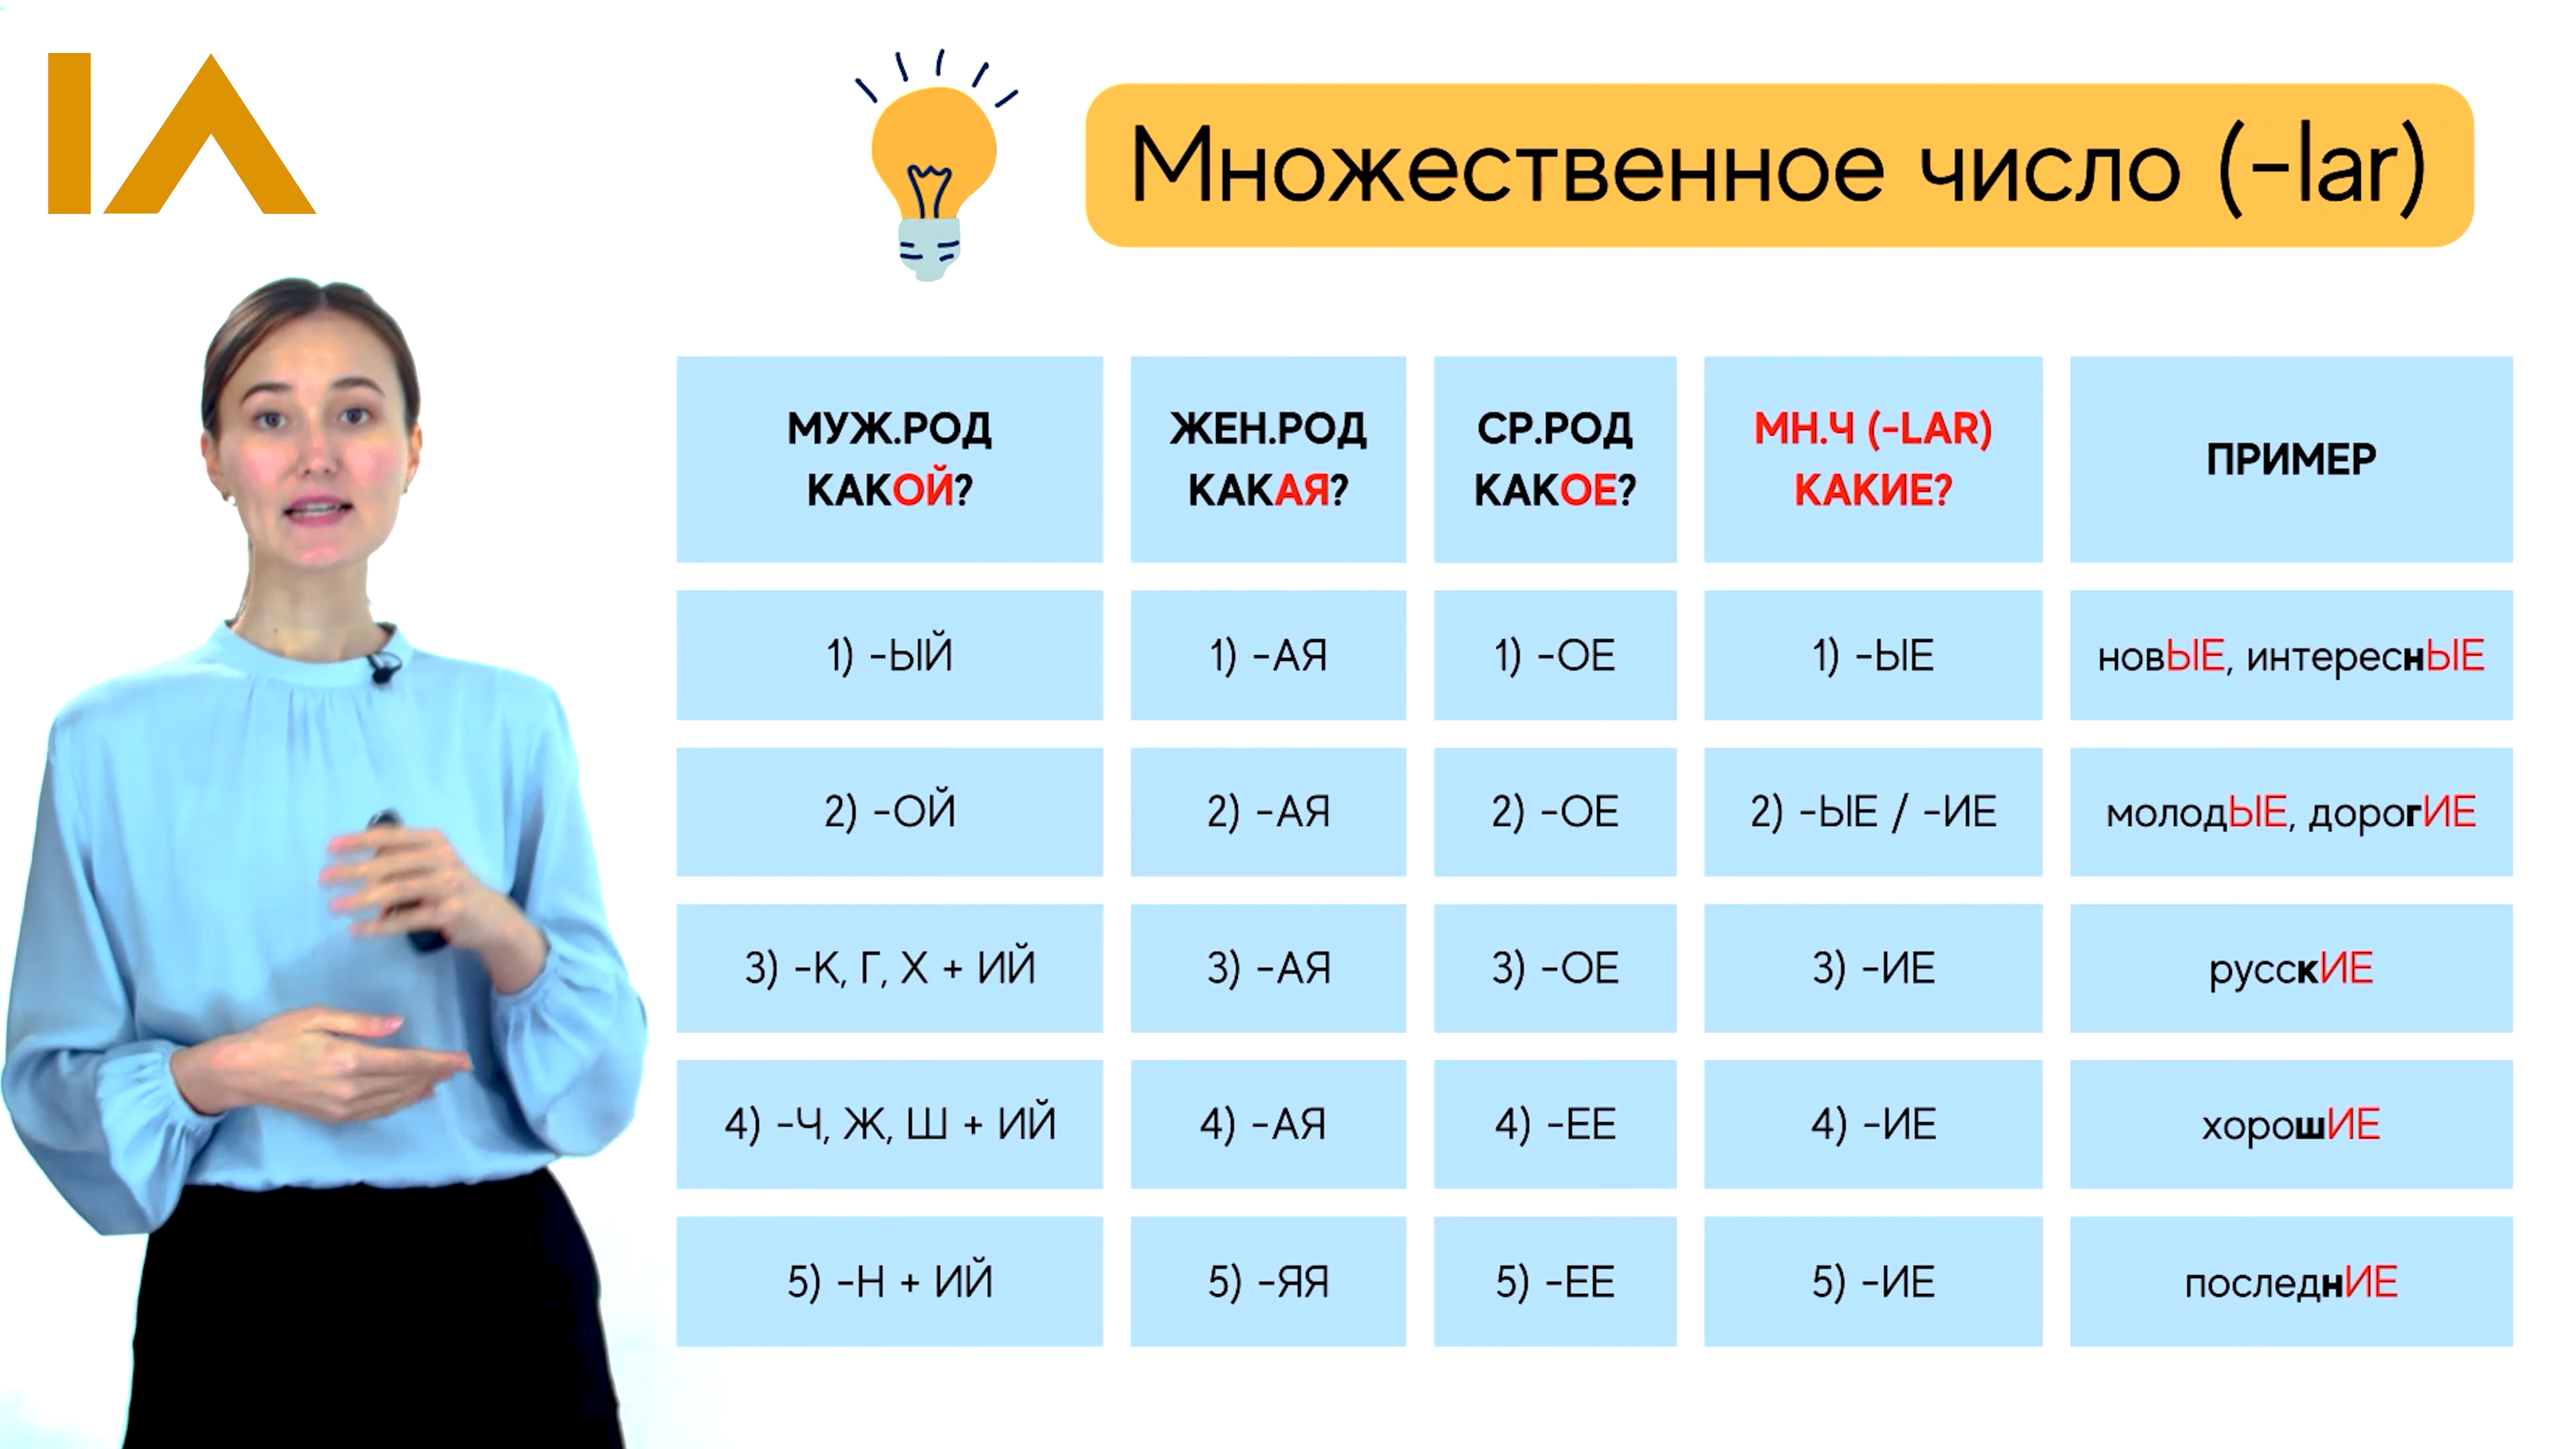 IA
Множественное число (-lar)
МУЖ.РОД
КАКОЙ?
ЖЕН.РОД
КАКАЯ?
СР.РОД
КАКОЕ?
МН.Ч (-LAR)
КАКИЕ?
ПРИМЕР
1) -ЫЙ
1) -АЯ
1) -ОЕ
1) -ЫЕ
новЫЕ, интереснЫЕ
2) -ОЙ
2) -АЯ
2) -ОЕ
2) -ЫЕ / -ИЕ
молодЫЕ, дорогИЕ
3) -К, Г, Х + ИЙ
3) -АЯ
3) -ОЕ
3) -ИЕ
русскИЕ
4) -Ч, Ж, Ш + ИЙ
4) -АЯ
4) -ЕЕ
4) -ИЕ
хорошИЕ
5) -Н + ИЙ
5) -ЯЯ
5) -ЕЕ
5) -ИЕ
последнИЕ